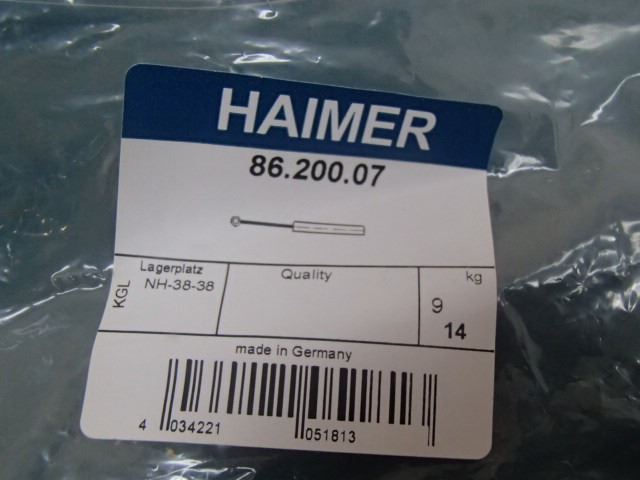 HAIMER
86.200.07
KGL
Lagerplatz
NH-38-38
Quality
kg
9
14
made in Germany
4 034221 051813